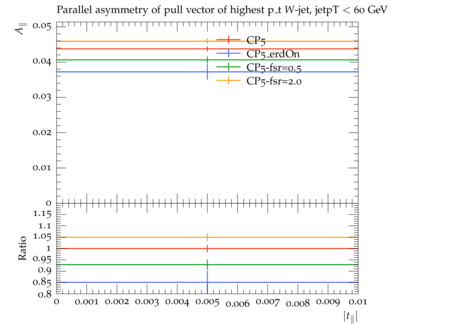 Parallel asymmetry of pull vector of highest p_t W-jet, jetpT < 60 GeV
A∥
0.05
0.04
0.03
0.02
0.01
0
CP5
CP5_erdOn
CP5-fsr=0.5
CP5-fsr=2.0
Ratio
1.15
1.1
1.05
1
0.95
0.9
0.85
0.8
0 0.001 0.002 0.003 0.004 0.005 0.006 0.007 0.008 0.009 0.01
|t∥|